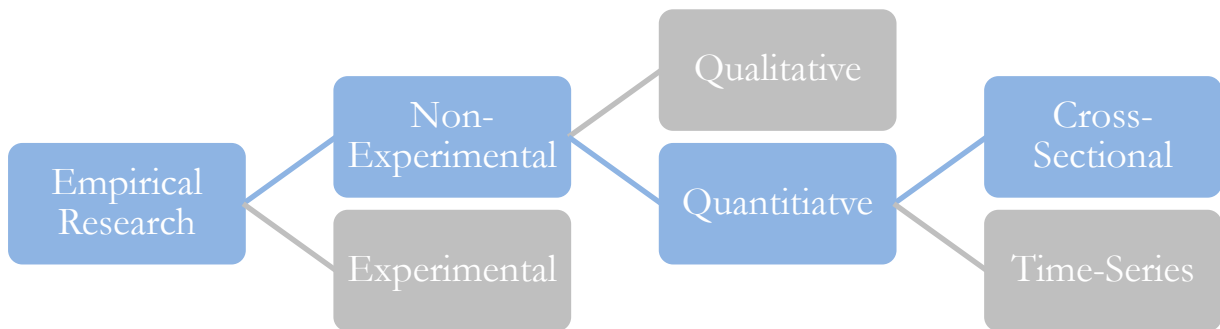 Empirical
Research
Non-
Experimental
Experimental
Qualitative
Quantitiatve
Cross-
Sectional
Time-Series